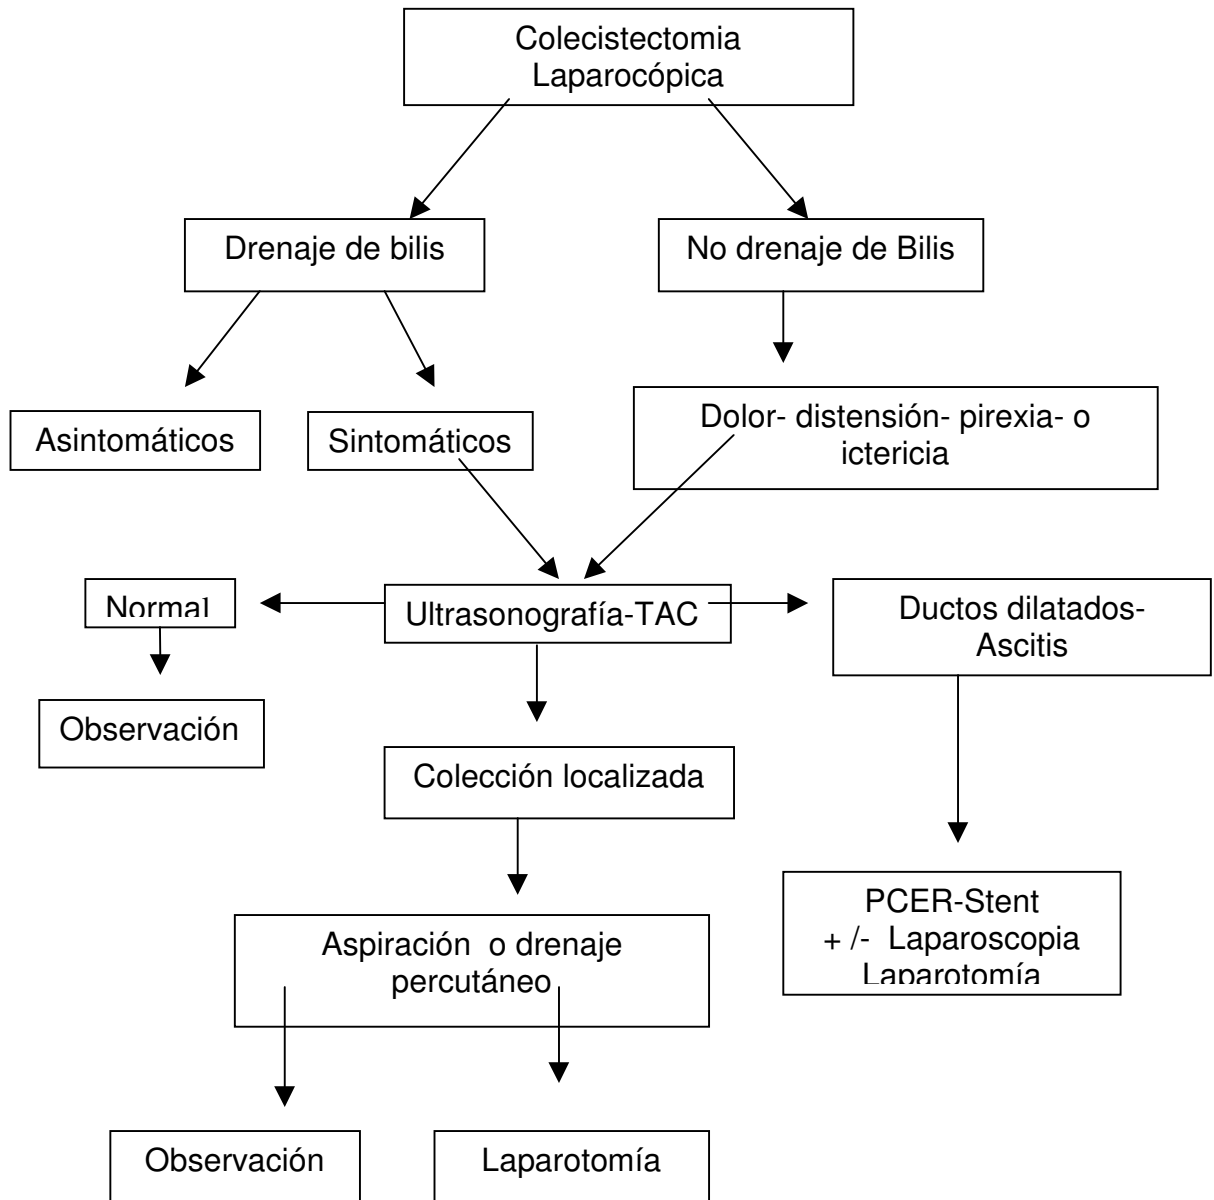 Colecistectomia
Laparocópica
Drenaje de bilis
No drenaje de Bilis
Asintomáticos
Sintomáticos
Dolor- distensión- pirexia- o
ictericia
Normal
Ultrasonografía-TAC
Ductos dilatados-
Ascitis
Observación
Colección localizada
PCER-Stent
+ /- Laparoscopia
Laparotomía
Aspiración o drenaje
percutáneo
Observación
Laparotomía